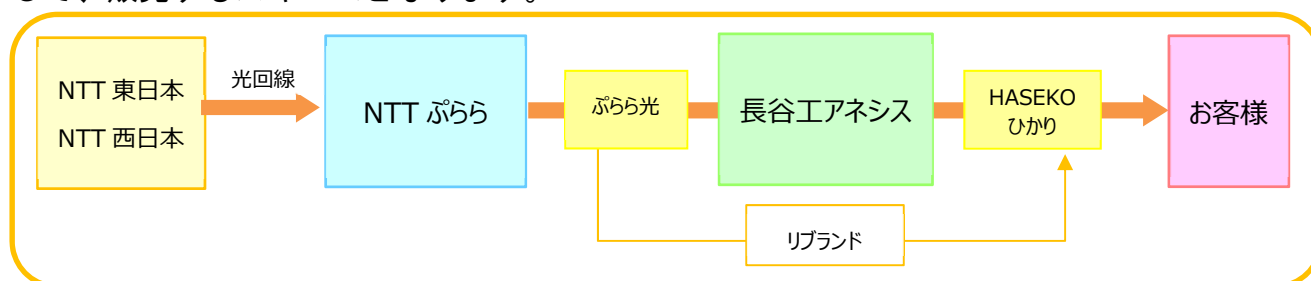 NTT 東日本
NTT 西日本
光回線
NTT ぷらら
ぷらら光
長谷工アネシス
HASEKO
ひかり
お客様
リブランド